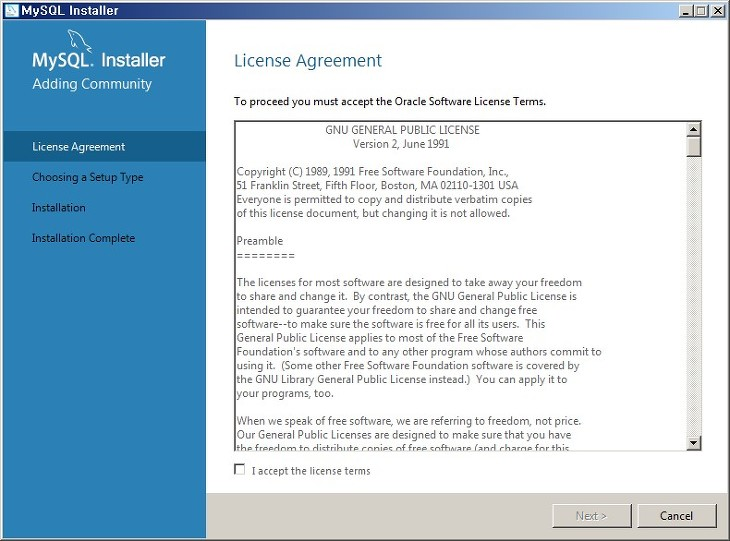 MySQL Installer
MySQL. Installer
Adding Community
License Agreement
Choosing a Setup Type
Installation
Installation Complete
License Agreement
To proceed you must accept the Oracle Software License Terms.
GNU GENERAL PUBLIC LICENSE
Version 2, June 1991
Copyright (C) 1989, 1991 Free Software Foundation, Inc.,
51 Franklin Street, Fifth Floor, Boston, MA 02110-1301 USA
Everyone is permitted to copy and distribute verbatim copies
of this license document, but changing it is not allowed.
Preamble
========
The licenses for most software are designed to take away your freedom
to share and change it.  By contrast, the GNU General Public License is
intended to guarantee your freedom to share and change free
software--to make sure the software is free for all its users.  This
General Public License applies to most of the Free Software
Foundation's software and to any other program whose authors commit to
using it.  (Some other Free Software Foundation software is covered by
the GNU Library General Public License instead.)  You can apply it to
your programs, too.
When we speak of free software, we are referring to freedom, not price.
Our General Public Licenses are designed to make sure that you have
the freedom to distribute copies of free software (and charge for this
I accept the license terms
Next >
Cancel